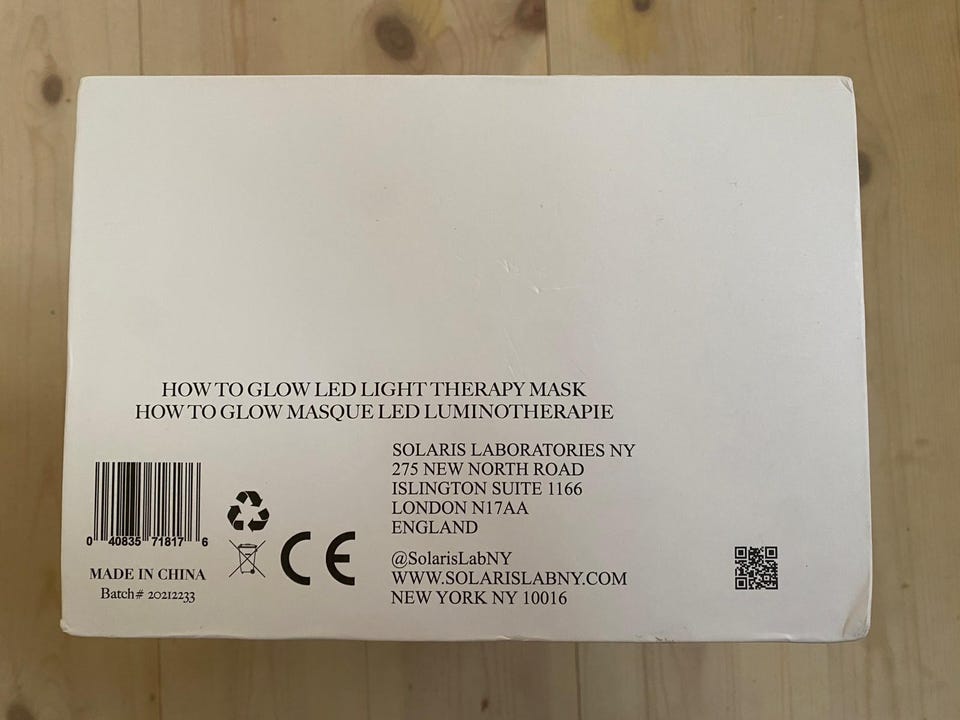 HOW TO GLOW LED LIGHT THERAPY MASK
HOW TO GLOW MASQUE LED LUMINOTHERAPIE
SOLARIS LABORATORIES NY
275 NEW NORTH ROAD
ISLINGTON SUITE 1166
LONDON N17AA
ENGLAND
@SolarisLabNY
WWW.SOLARISLABNY.COM
NEW YORK NY 10016
0 40835 71817 6
CE
MADE IN CHINA
Batch# 20212233